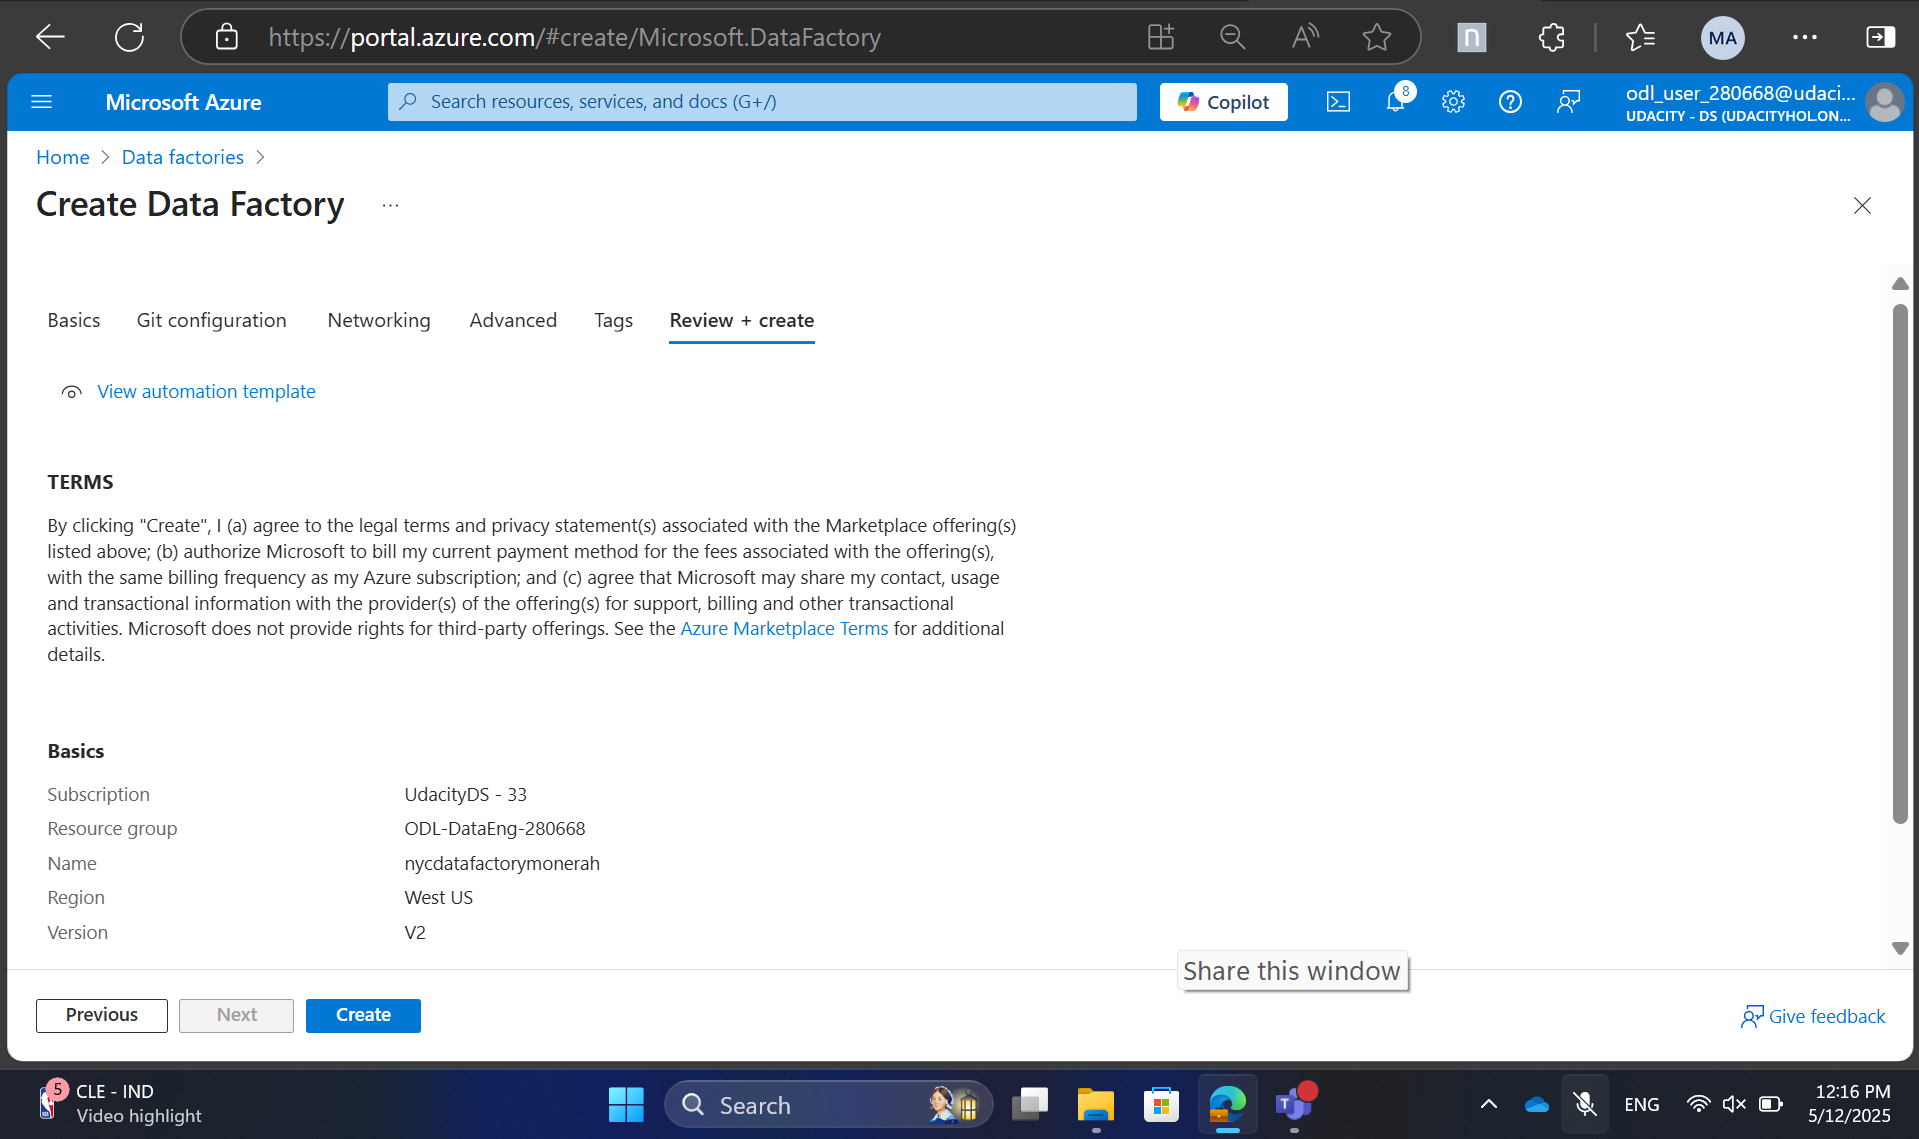 https://portal.azure.com/#create/Microsoft.DataFactory
MA
Microsoft Azure
Search resources, services, and docs (G+/)
Copilot
8
odl_user_280668@udaci...
UDACITY - DS (UDACITYHOL.ON...
Home > Data factories >
Create Data Factory ...
Basics Git configuration Networking Advanced Tags Review + create
View automation template
TERMS
By clicking "Create", I (a) agree to the legal terms and privacy statement(s) associated with the Marketplace offering(s)
listed above; (b) authorize Microsoft to bill my current payment method for the fees associated with the offering(s),
with the same billing frequency as my Azure subscription; and (c) agree that Microsoft may share my contact, usage
and transactional information with the provider(s) of the offering(s) for support, billing and other transactional
activities. Microsoft does not provide rights for third-party offerings. See the Azure Marketplace Terms for additional
details.
Basics
Subscription UdacityDS - 33
Resource group ODL-DataEng-280668
Name nycdatafactorymonerah
Region West US
Version V2
Share this window
Previous Next Create
Give feedback
5
CLE - IND
Video highlight
Search
ENG
12:16 PM
5/12/2025